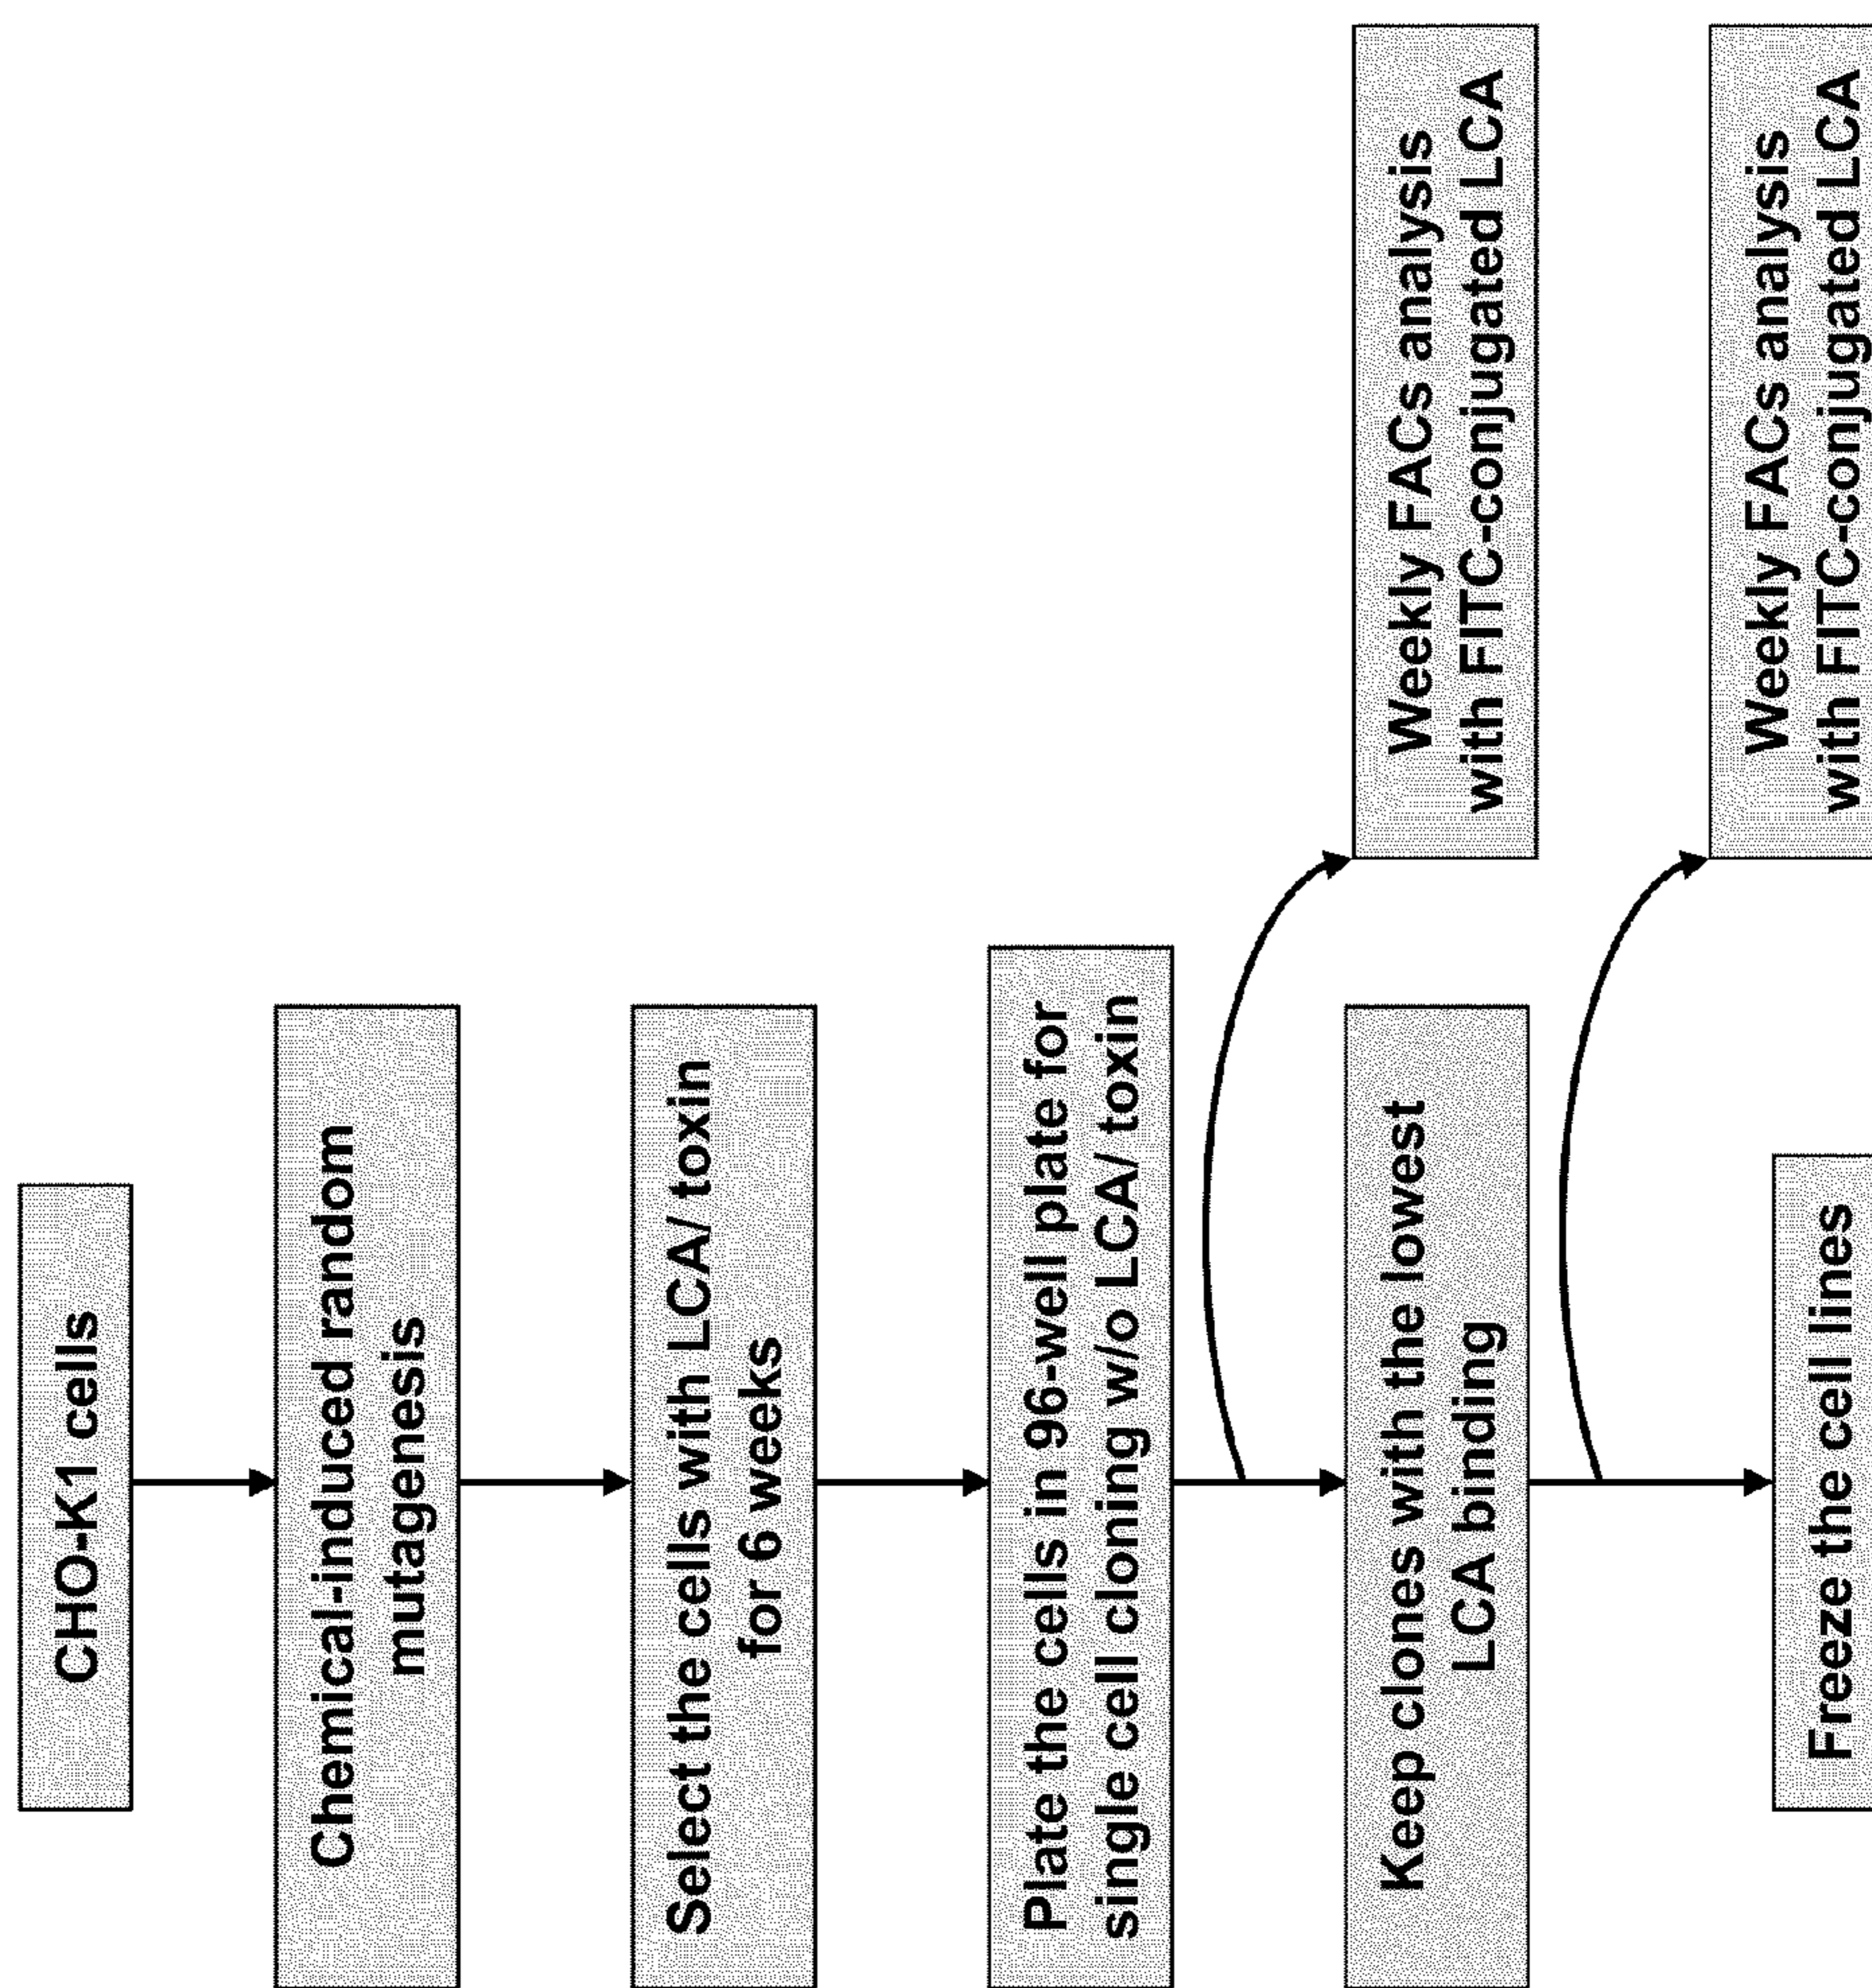 CHO-K1 cells
Chemical-induced random
mutagenesis
Select the cells with LCA/ toxin
for 6 weeks
Plate the cells in 96-well plate for
single cell cloning w/o LCA/ toxin
Weekly FACs analysis
with FITC-conjugated LCA
Keep clones with the lowest
LCA binding
Weekly FACs analysis
with FITC-conjugated LCA
Freeze the cell lines